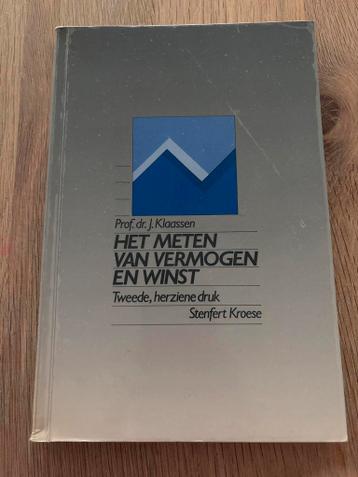 Prof. dr. J. Klaassen
HET METEN
VAN VERMOGEN
EN WINST
Tweede, herziene druk
Stenfert Kroese